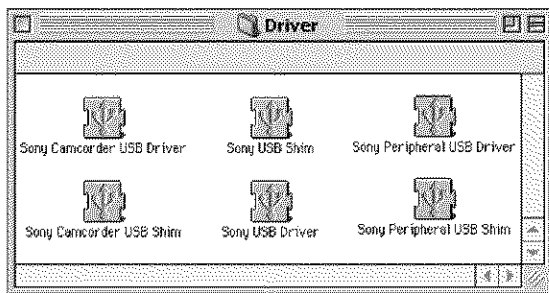 Driver
Sony Camcorder USB Driver
Sony USB Shim
Sony Peripheral USB Driver
Sony Camcorder USB Shim
Sony USB Driver
Sony Peripheral USB Shim